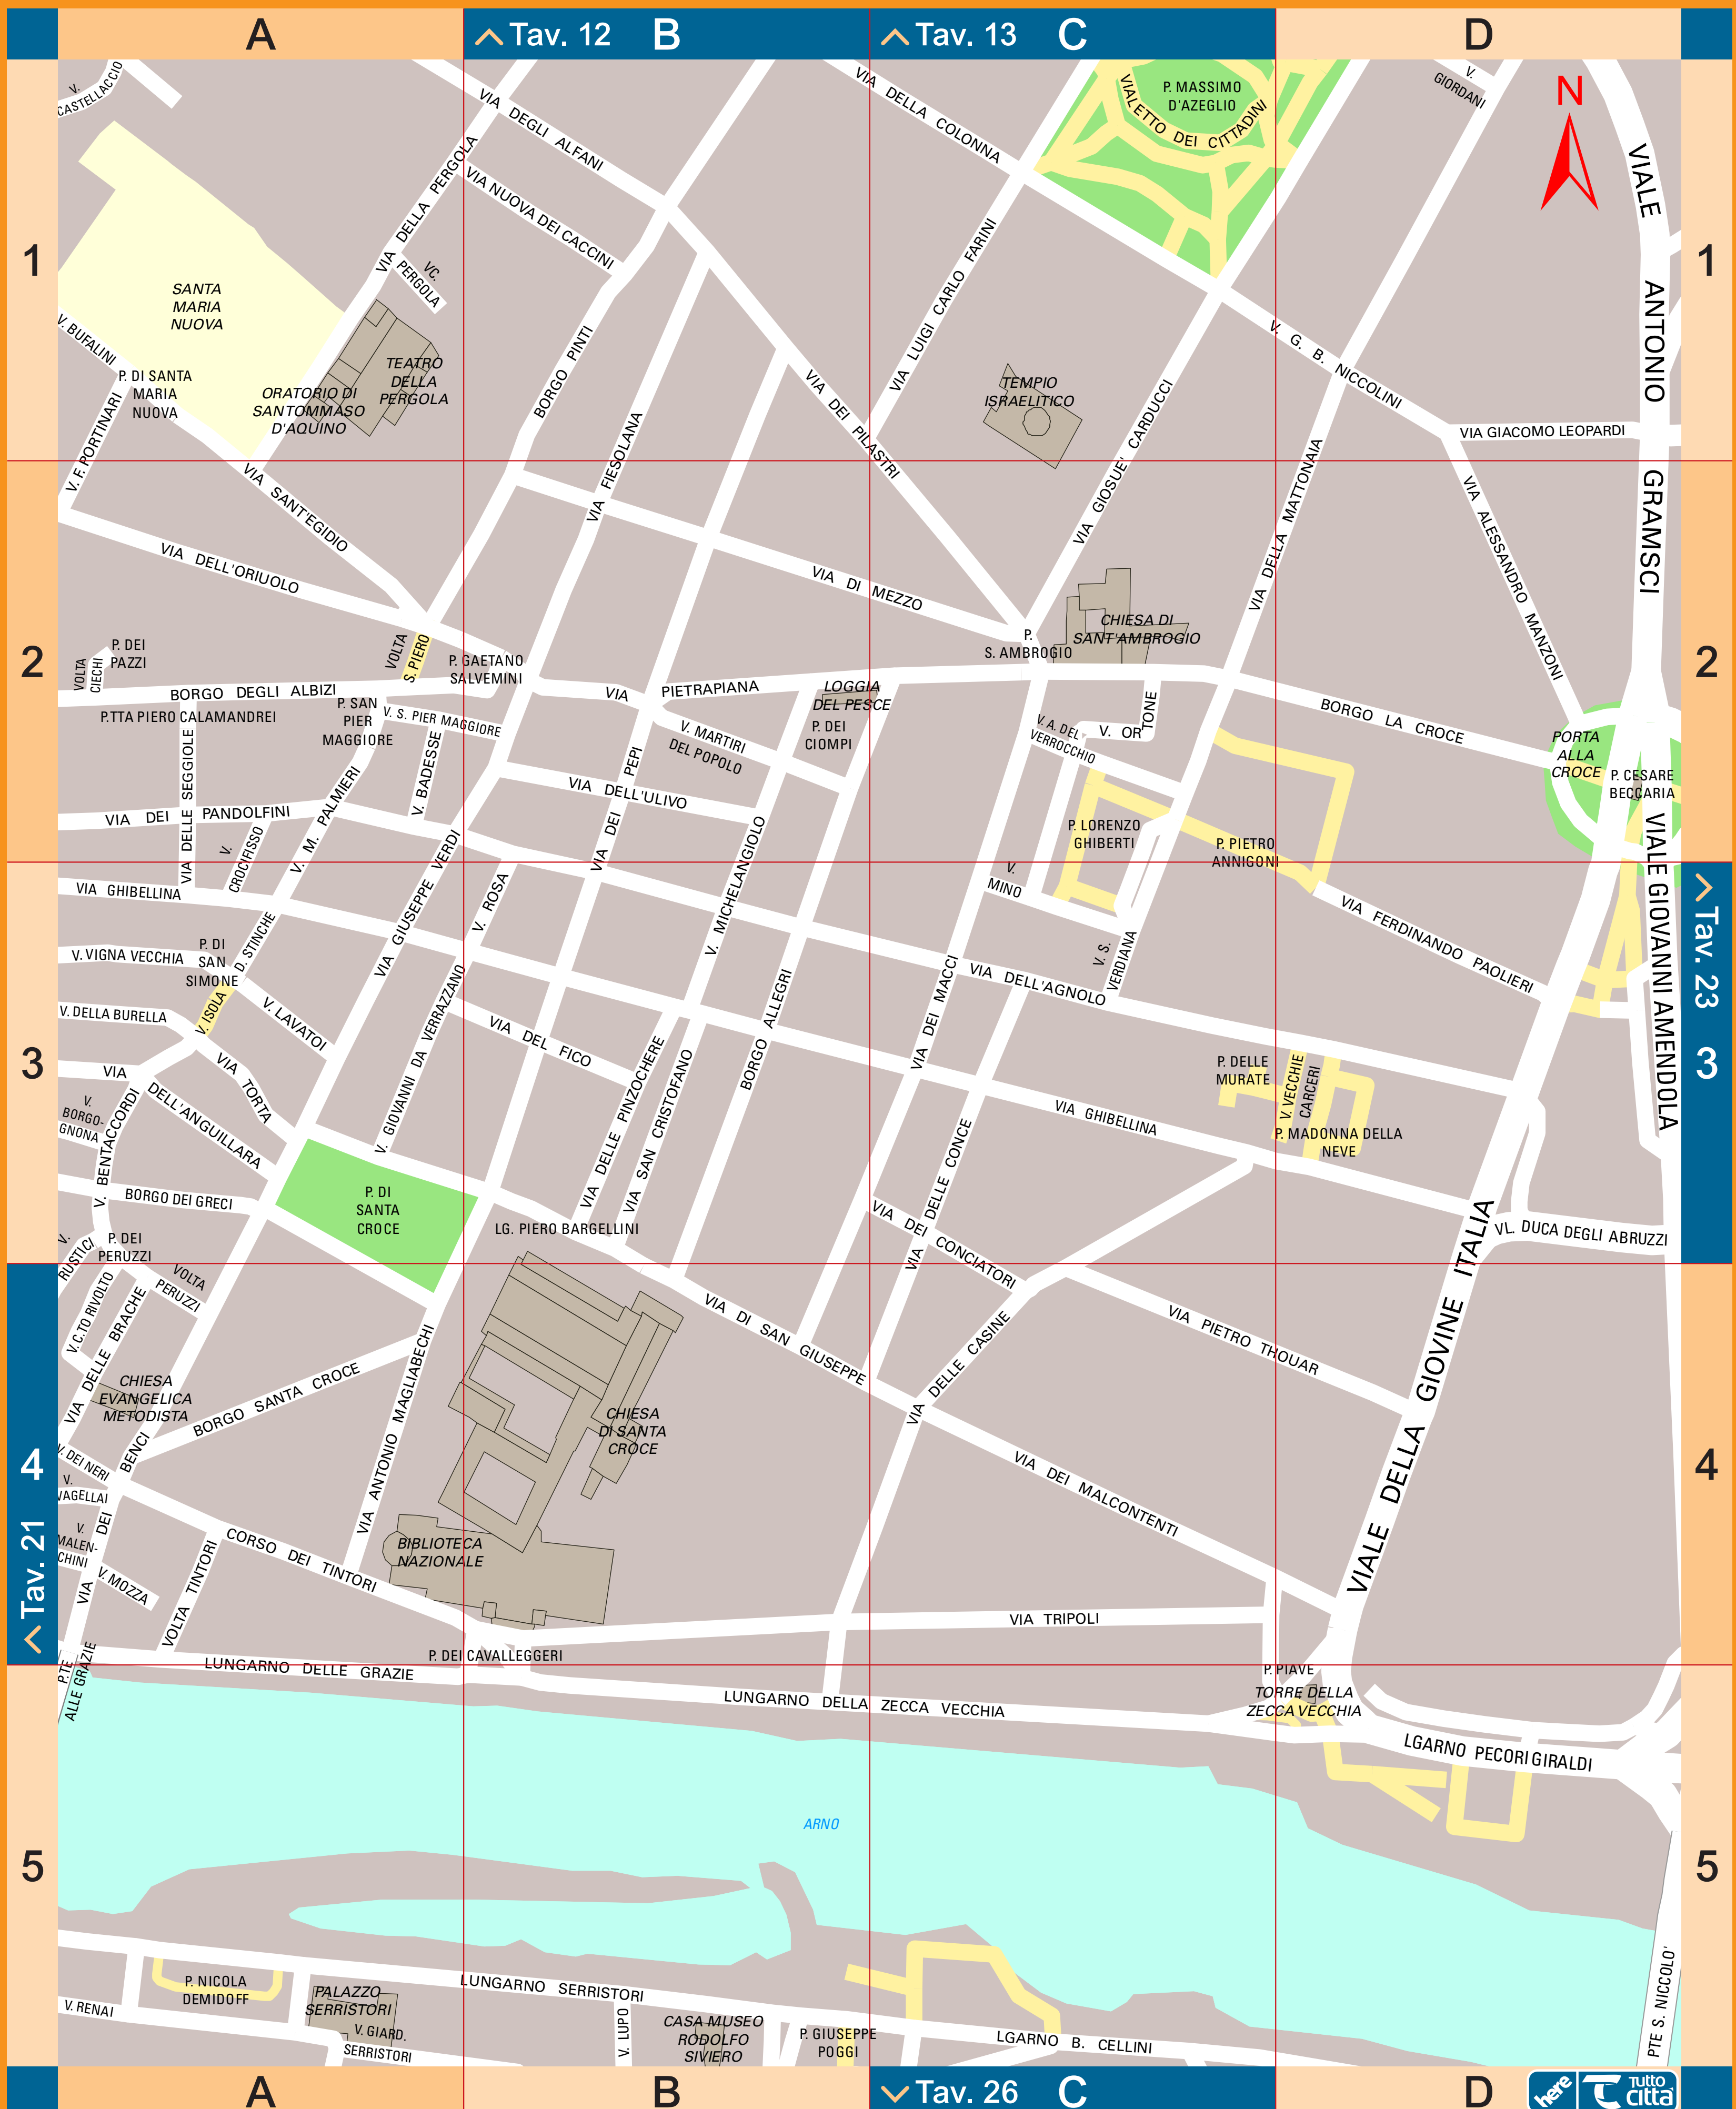 A
Tav. 12 B
Tav. 13 C
D
1
2
3
4
Tav. 21
5
1
2
Tav. 23
3
4
5
A
B
Tav. 26 C
D
here
TUTTO
Città
N
V.
CASTELLACCIO
VIA DEGLI ALFANI
VIA DELLA COLONNA
P. MASSIMO
D'AZEGLIO
VIALETTO DEI CITTADINI
V.
GIORDANI
VIALE ANTONIO GRAMSCI
VIA DELLA PERGOLA
VIA NUOVA DEI CACCINI
VC.
PERGOLA
SANTA
MARIA
NUOVA
V. BUFALINI
P. DI SANTA
MARIA
NUOVA
V. F. PORTINARI
ORATORIO DI
SANTOMMASO
D'AQUINO
TEATRO
DELLA
PERGOLA
BORGO PINTI
VIA FIESOLANA
VIA DEI PILASTRI
VIA LUIGI CARLO FARINI
TEMPIO
ISRAELITICO
VIA GIOSUE' CARDUCCI
V. G. B. NICCOLINI
VIA GIACOMO LEOPARDI
VIA DELLA MATTONAIA
VIA ALESSANDRO MANZONI
VIA SANT'EGIDIO
VIA DELL'ORIUOLO
VIA DI MEZZO
P.
S. AMBROGIO
CHIESA DI
SANT'AMBROGIO
P. DEI
PAZZI
VOLTA
CIECHI
VOLTA
S. PIERO
P. GAETANO
SALVEMINI
BORGO DEGLI ALBIZI
P.TTA PIERO CALAMANDREI
P. SAN
PIER
MAGGIORE
V. S. PIER MAGGIORE
VIA PIETRAPIANA
LOGGIA
DEL PESCE
P. DEI
CIOMPI
V. MARTIRI
DEL POPOLO
V. A. DEL
VERROCCHIO
V. ORTONE
BORGO LA CROCE
PORTA
ALLA
CROCE
P. CESARE
BECCARIA
VIA DELLE SEGGIOLE
VIA DEI PANDOLFINI
V.
CROCIFISSO
V. M. PALMIERI
V. BADESSE
VIA DELL'ULIVO
VIA DEI PEPI
P. LORENZO
GHIBERTI
P. PIETRO
ANNIGONI
VIALE GIOVANNI AMENDOLA
VIA GHIBELLINA
VIA GIUSEPPE VERDI
V. ROSA
V. MICHELANGIOLO
V.
MINO
VIA FERDINANDO PAOLIERI
V. VIGNA VECCHIA
P. DI
SAN
SIMONE
D. STINCHE
V. ISOLA
V. LAVATOI
V. DELLA BURELLA
VIA TORTA
V. GIOVANNI DA VERRAZZANO
VIA DEL FICO
BORGO ALLEGRI
VIA DEI MACCI
VIA DELL'AGNOLO
V. S.
VERDIANA
P. DELLE
MURATE
V. VECCHIE
CARCERI
P. MADONNA DELLA
NEVE
VIA GHIBELLINA
VIA DELL'ANGUILLARA
V.
BORGO-
GNONA
V. BENTACCORDI
BORGO DEI GRECI
VIA DELLE PINZOCHERE
VIA SAN CRISTOFANO
VIA DELLE CONCE
P. DI
SANTA
CROCE
LG. PIERO BARGELLINI
VIA DEI CONCIATORI
VL. DUCA DEGLI ABRUZZI
V.
RUSTICI
P. DEI
PERUZZI
VOLTA
PERUZZI
V. C.TO RIVOLTO
VIA DELLE BRACHE
CHIESA
EVANGELICA
METODISTA
BORGO SANTA CROCE
VIA ANTONIO MAGLIABECHI
CHIESA
DI SANTA
CROCE
VIA DI SAN GIUSEPPE
VIA DELLE CASINE
VIA PIETRO THOUAR
VIALE DELLA GIOVINE ITALIA
V. DEI NERI
V.
VAGELLAI
V.
MALEN-
CHINI
V. MOZZA
VIA DEI BENCI
VOLTA TINTORI
CORSO DEI TINTORI
BIBLIOTECA
NAZIONALE
VIA DEI MALCONTENTI
VIA TRIPOLI
P. DEI CAVALLEGGERI
P.TE
ALLE GRAZIE
LUNGARNO DELLE GRAZIE
LUNGARNO DELLA ZECCA VECCHIA
P. PIAVE
TORRE DELLA
ZECCA VECCHIA
LGARNO PECORI GIRALDI
ARNO
P. NICOLA
DEMIDOFF
V. RENAI
PALAZZO
SERRISTORI
V. GIARD.
SERRISTORI
LUNGARNO SERRISTORI
V. LUPO
CASA MUSEO
RODOLFO
SIVIERO
P. GIUSEPPE
POGGI
LGARNO B. CELLINI
PTE S. NICCOLO'